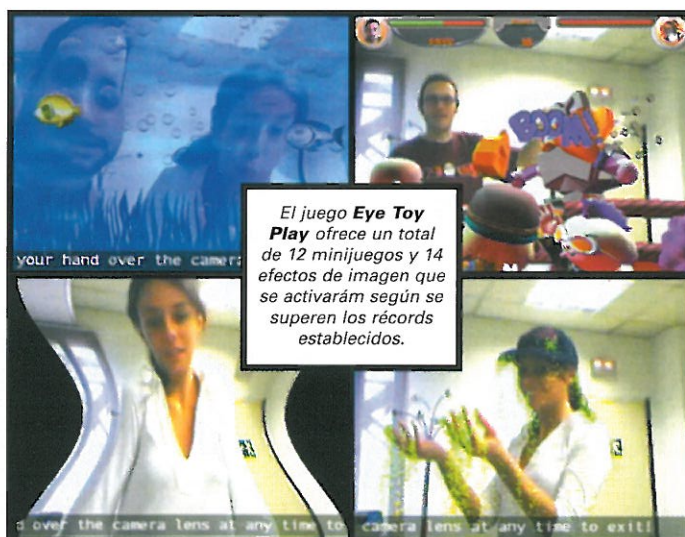 BOOM!
El juego Eye Toy
Play ofrece un total
de 12 minijuegos y 14
efectos de imagen que
se activarám según se
superen los récords
establecidos.
your hand over the camera
d over the camera lens at any time to
camera lens at any time to exit!